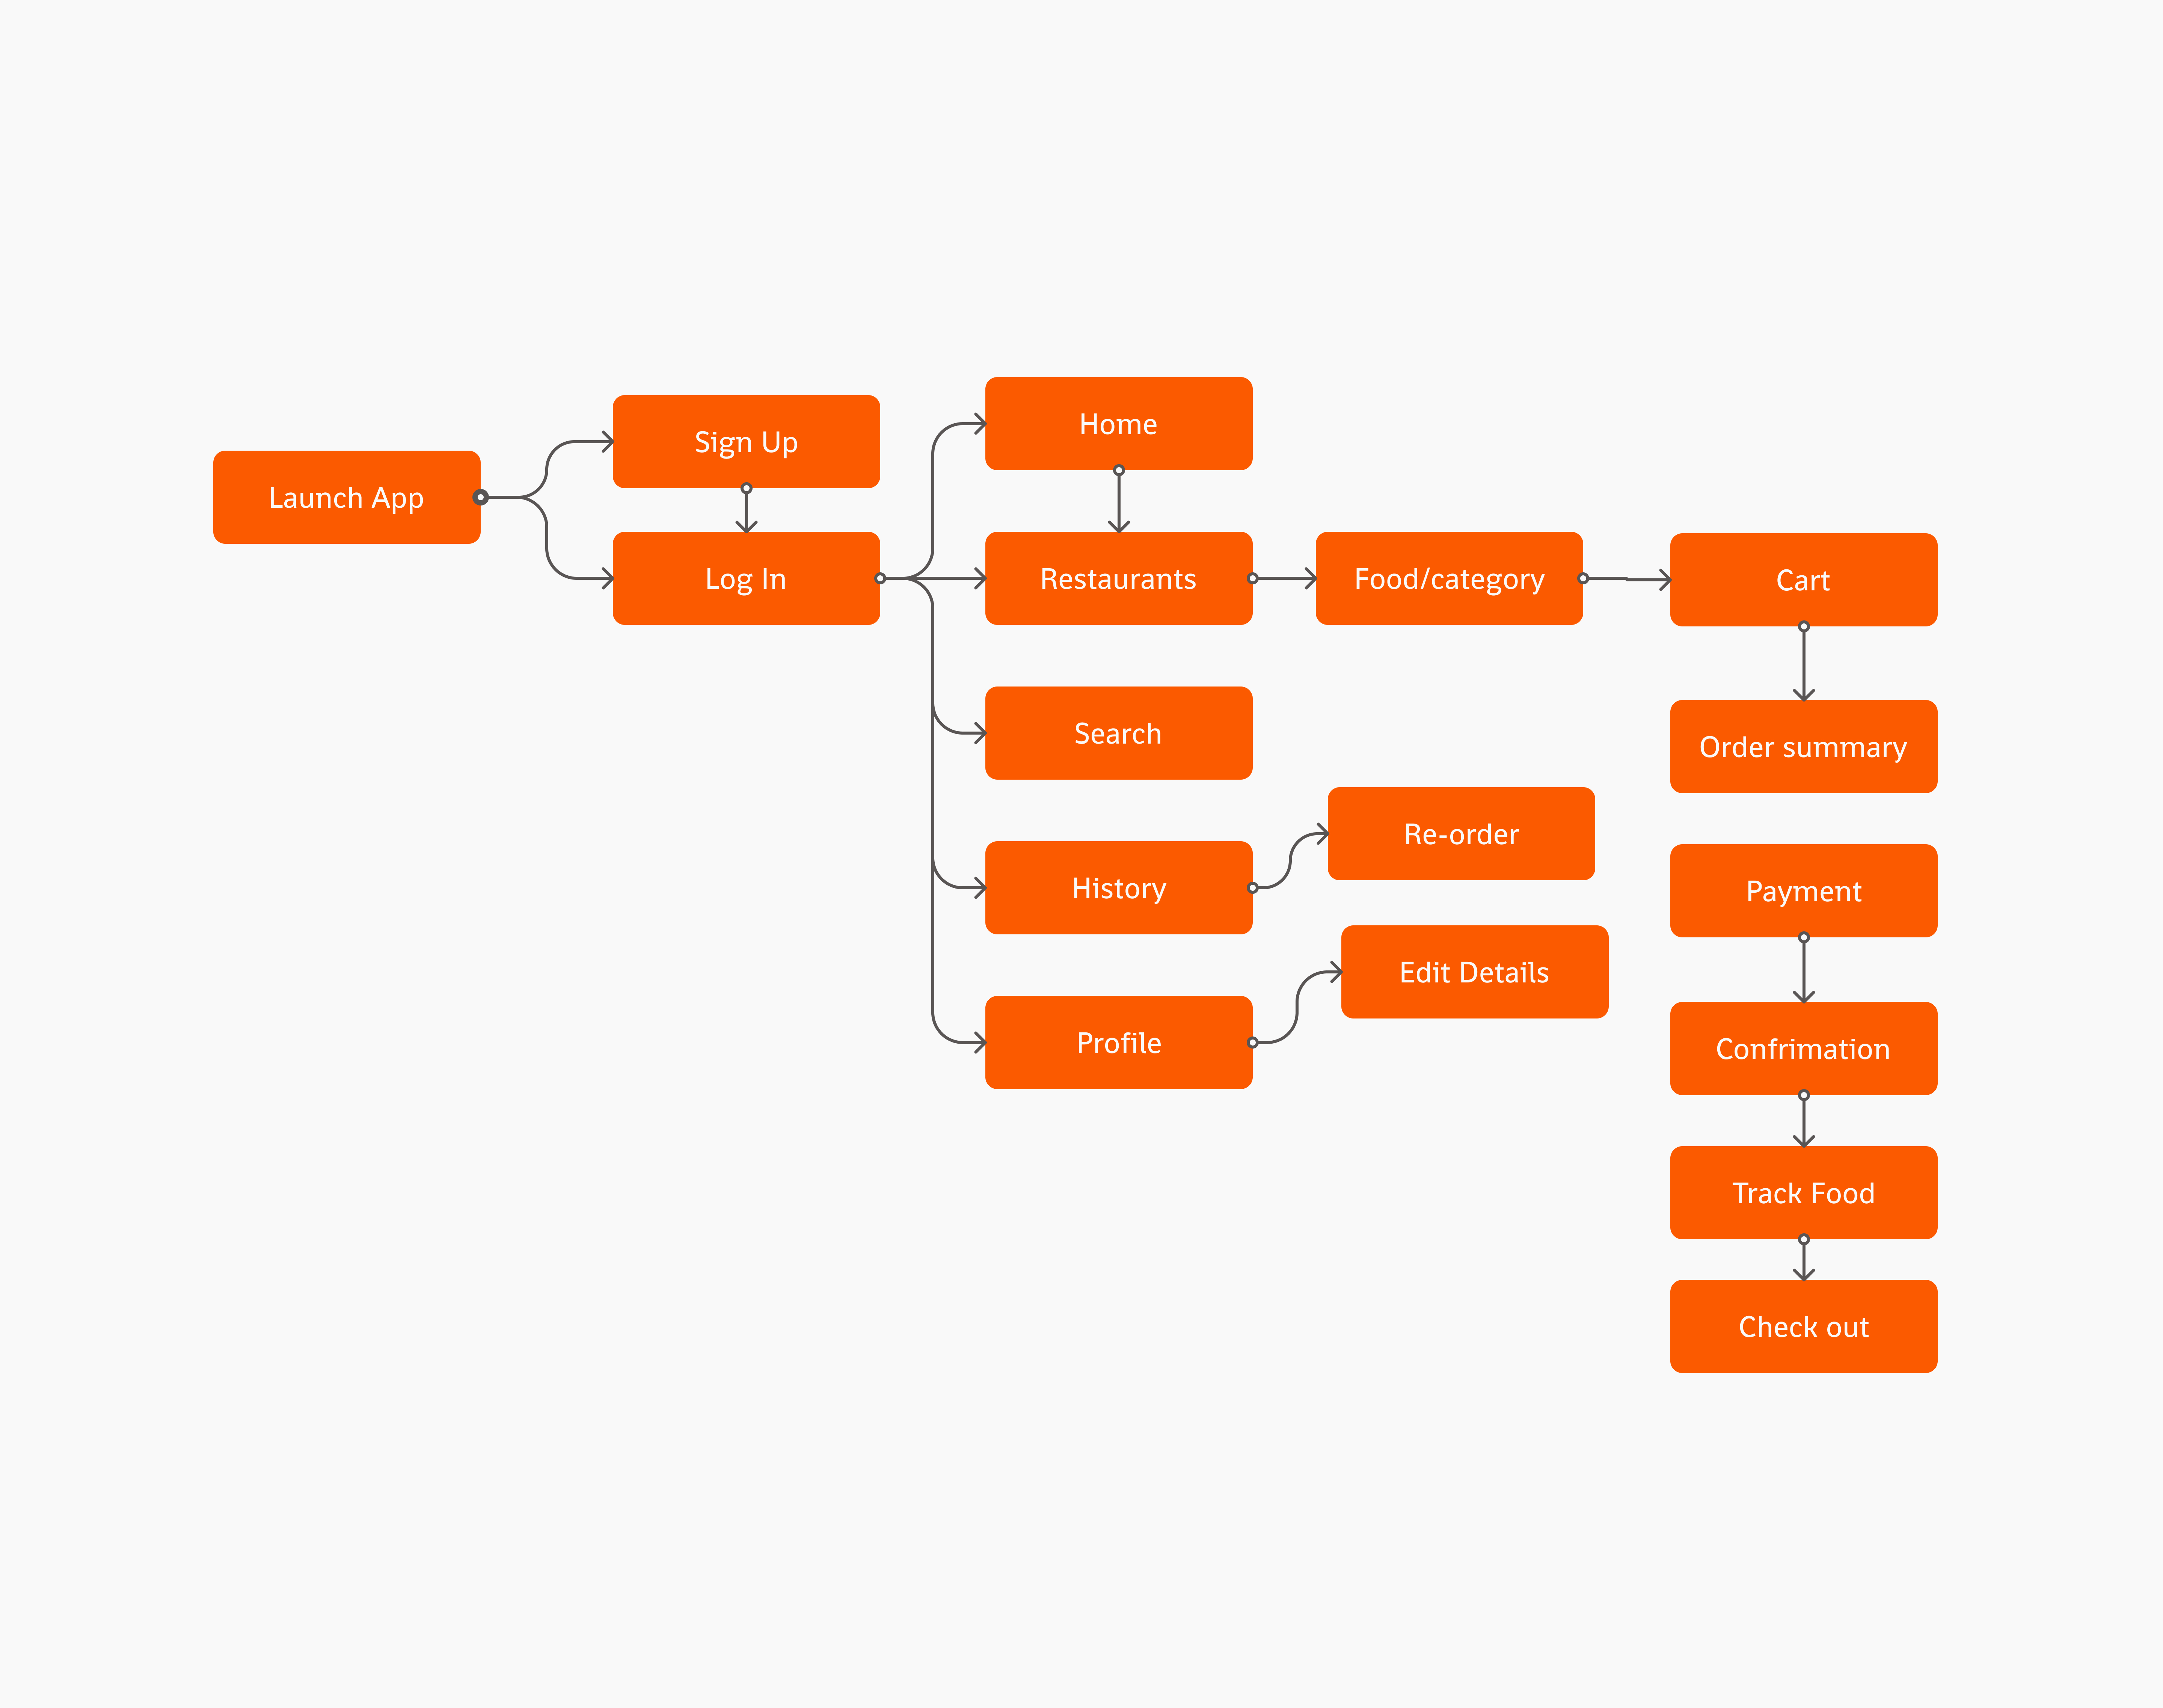 Launch App
Sign Up
Log In
Home
Restaurants
Food/category
Cart
Search
Order summary
History
Re-order
Payment
Profile
Edit Details
Confrimation
Track Food
Check out